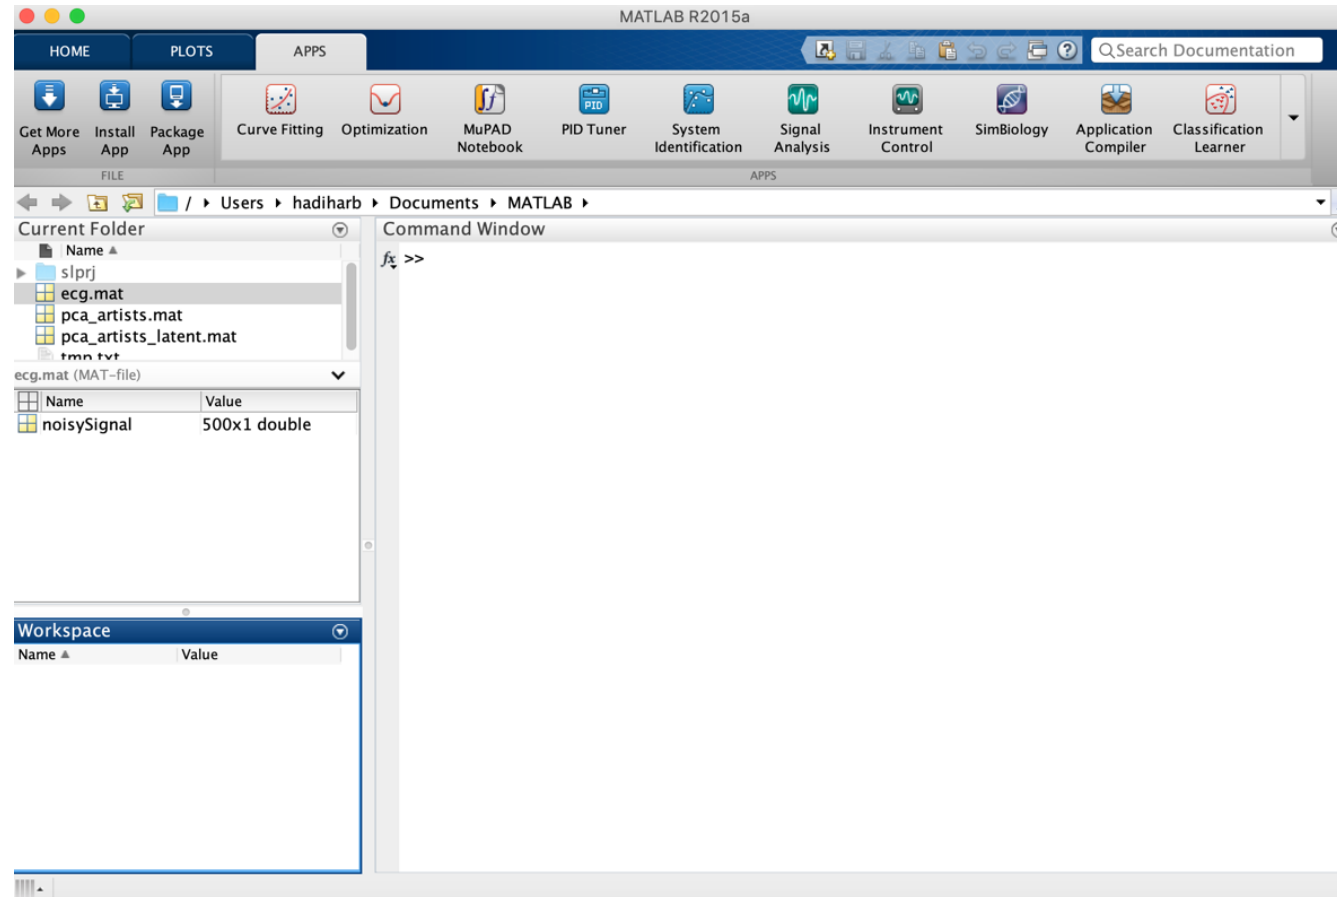 MATLAB R2015a
HOME PLOTS APPS Search Documentation
Get More Apps
Install App
Package App
Curve Fitting
Optimization
MuPAD Notebook
PID Tuner
System Identification
Signal Analysis
Instrument Control
SimBiology
Application Compiler
Classification Learner
FILE APPS
/ Users hadiharb Documents MATLAB
Current Folder
Name
slprj
ecg.mat
pca_artists.mat
pca_artists_latent.mat
tmp.txt
ecg.mat (MAT-file)
Name Value
noisySignal 500x1 double
Workspace
Name Value
Command Window
fx >>